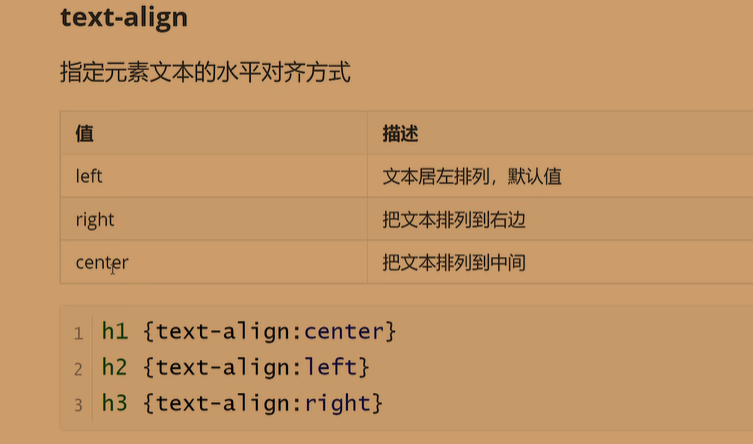 text-align
指定元素文本的水平对齐方式
值 描述
left 文本居左排列，默认值
right 把文本排列到右边
center 把文本排列到中间
1 h1 {text-align:center}
2 h2 {text-align:left}
3 h3 {text-align:right}